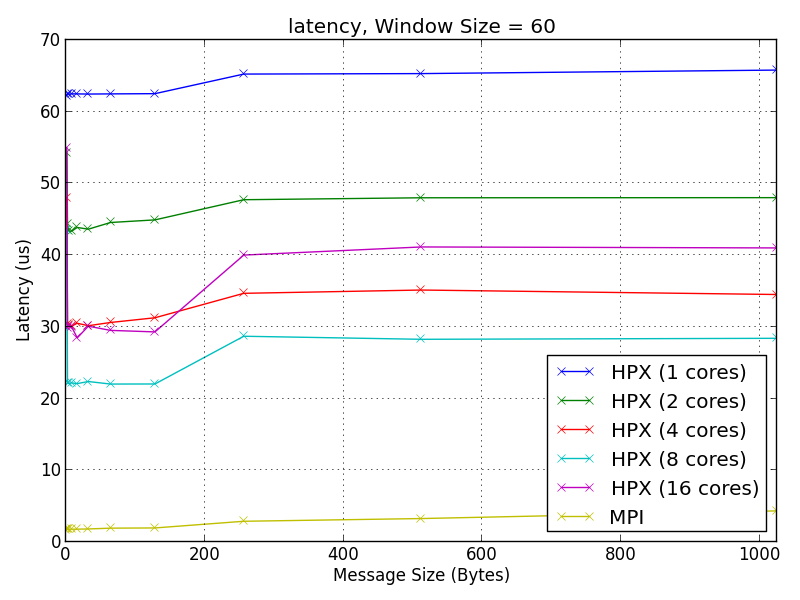 latency, Window Size = 60
70
60
50
40
30
20
10
0
Latency (us)
HPX (1 cores)
HPX (2 cores)
HPX (4 cores)
HPX (8 cores)
HPX (16 cores)
MPI
0 200 400 600 800 1000
Message Size (Bytes)